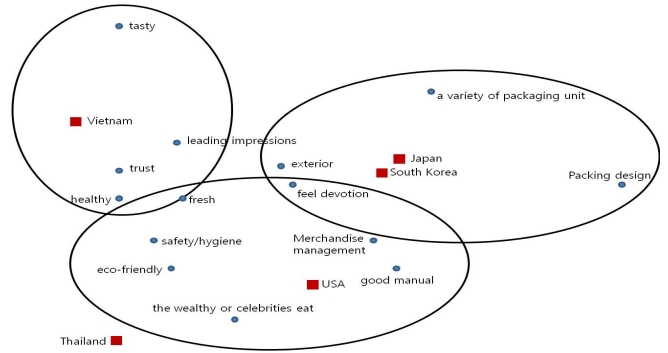 tasty
a variety of packaging unit
Vietnam
leading impressions
Japan
exterior
trust
South Korea
Packing design
feel devotion
healthy
fresh
safety/hygiene
Merchandise
management
eco-friendly
good manual
USA
the wealthy or celebrities eat
Thailand